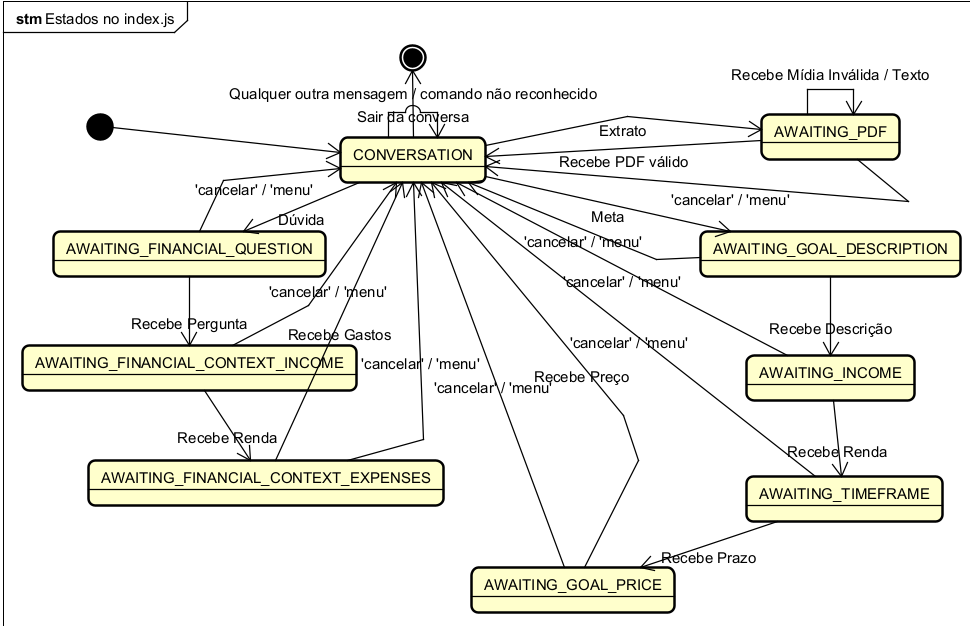 stm Estados no index.js
Recebe Mídia Inválida / Texto
Qualquer outra mensagem / comando não reconhecido
Sair da conversa
AWAITING_PDF
Extrato
CONVERSATION
Recebe PDF válido
'cancelar' / 'menu'
'cancelar' / 'menu'
Dúvida
Meta
AWAITING_FINANCIAL_QUESTION
'cancelar' / 'menu'
AWAITING_GOAL_DESCRIPTION
'cancelar' / 'menu'
'cancelar' / 'menu'
Recebe Pergunta
Recebe Gastos
Recebe Descrição
'cancelar' / 'menu'
AWAITING_FINANCIAL_CONTEXT_INCOME
'cancelar' / 'menu'
AWAITING_INCOME
Recebe Preço
'cancelar' / 'menu'
Recebe Renda
Recebe Renda
AWAITING_FINANCIAL_CONTEXT_EXPENSES
AWAITING_TIMEFRAME
Recebe Prazo
AWAITING_GOAL_PRICE